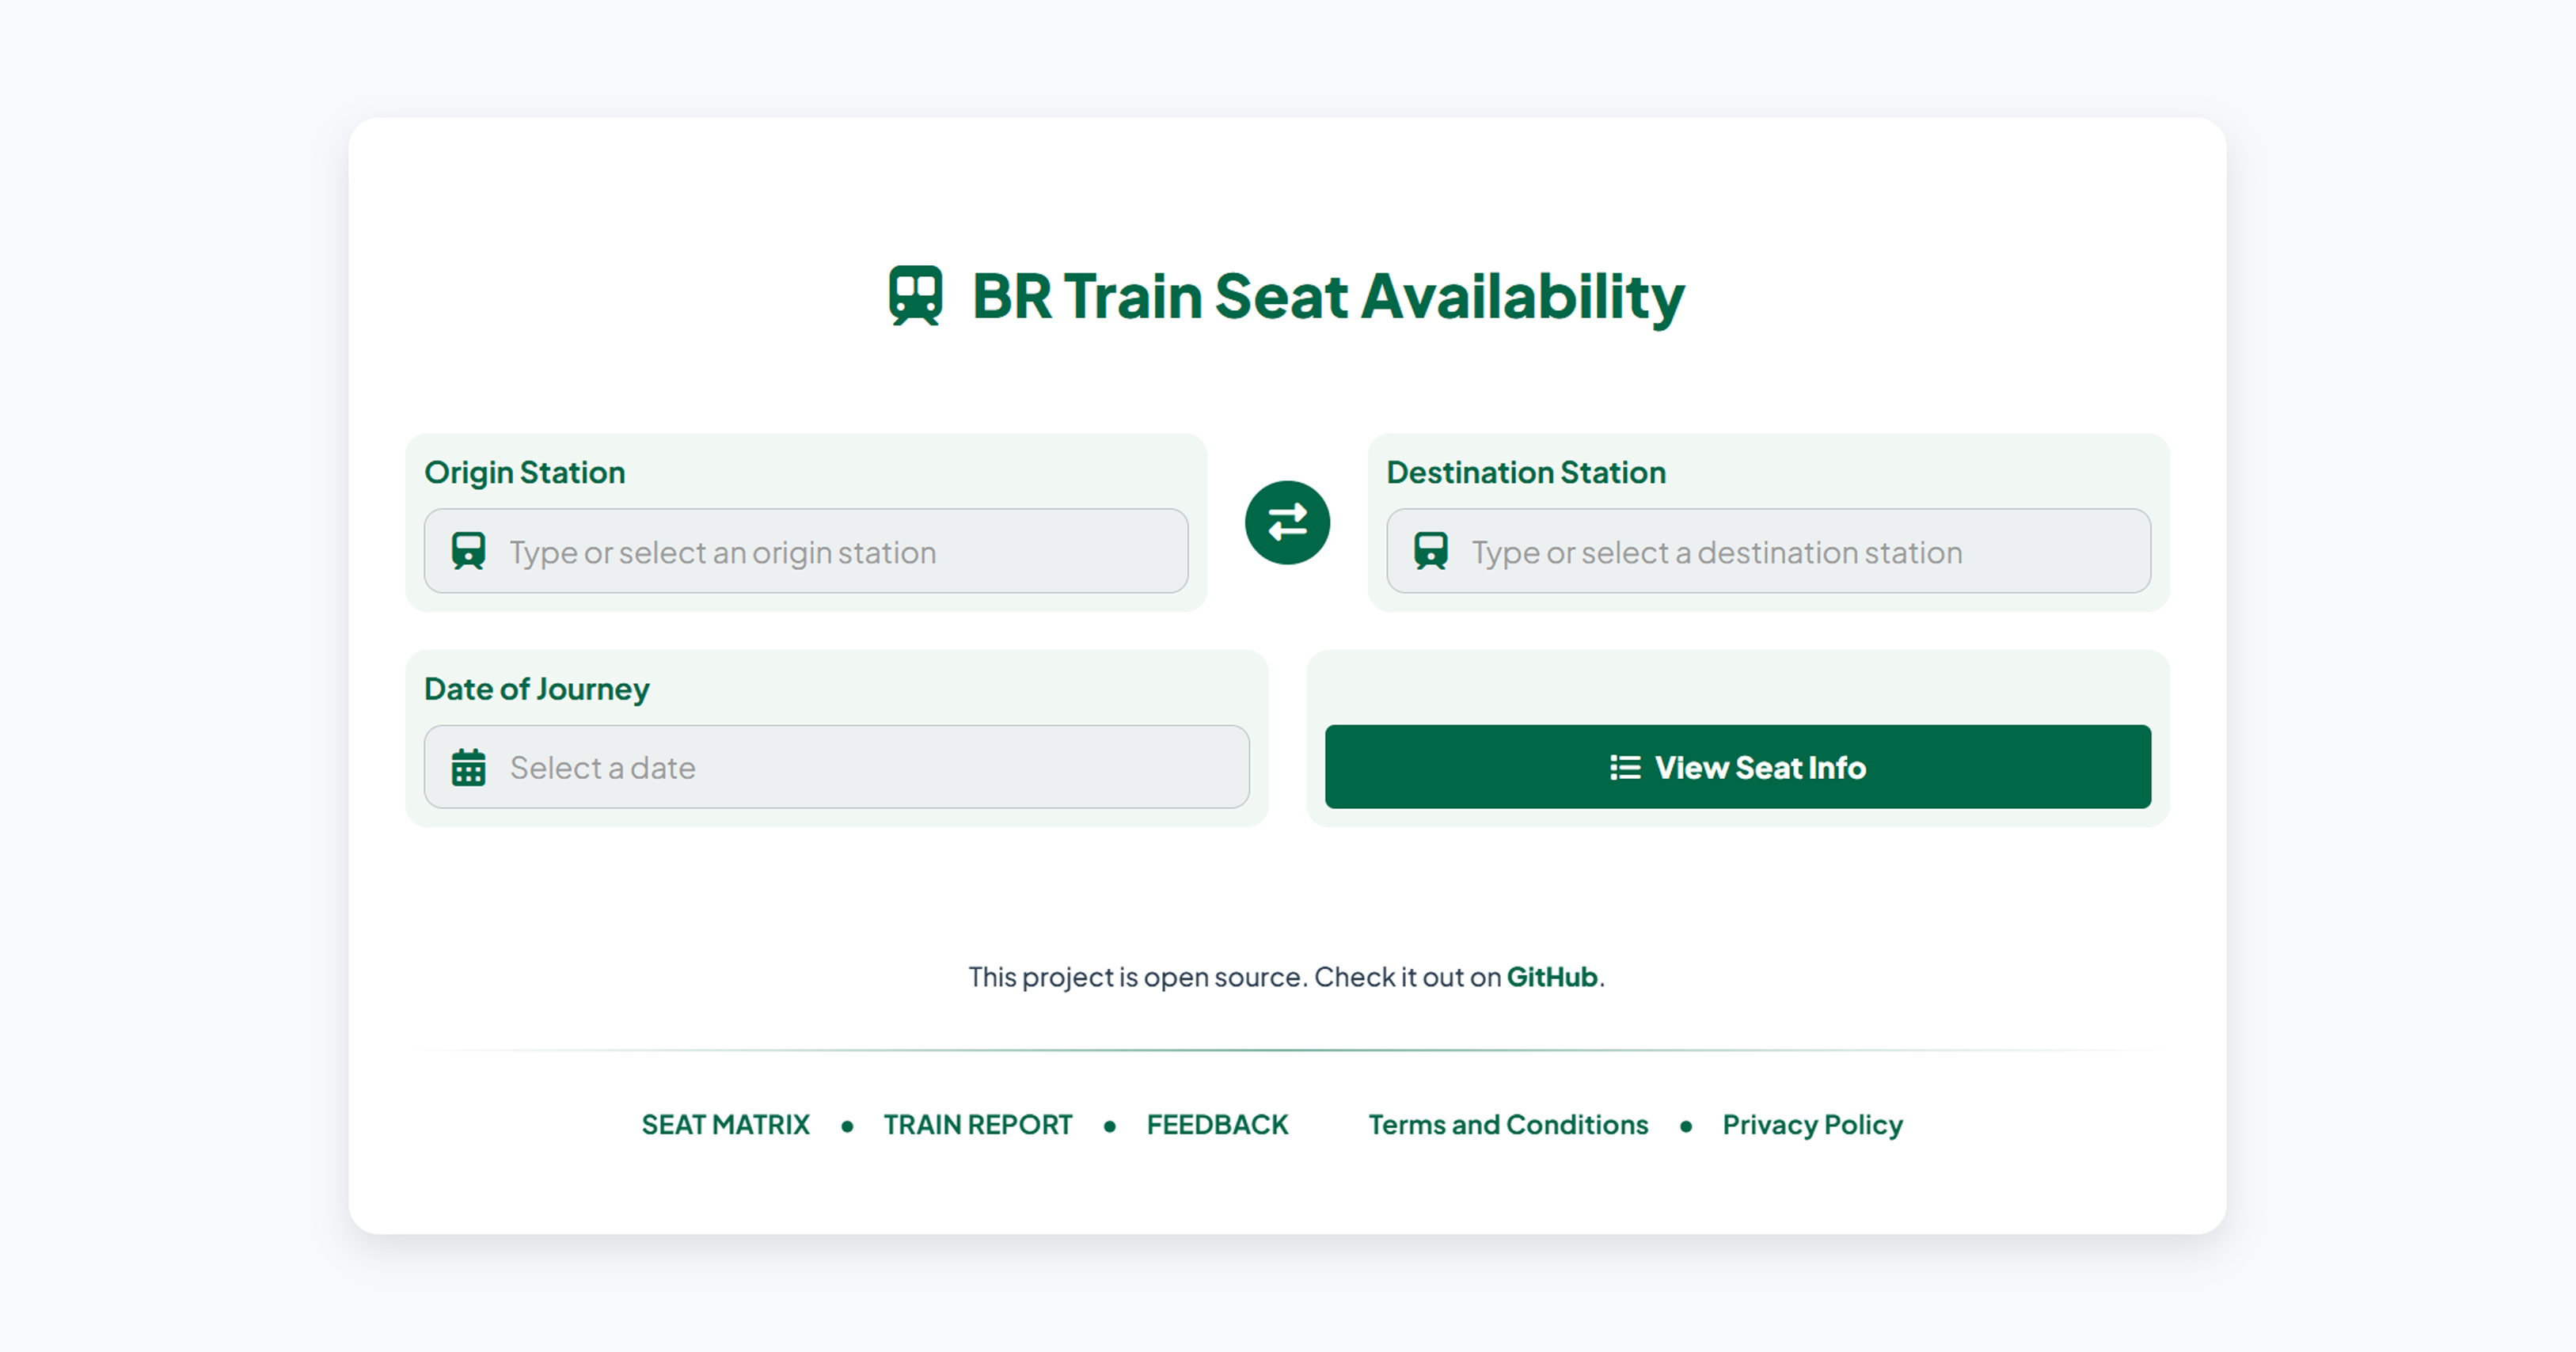 BR Train Seat Availability
Origin Station
Type or select an origin station
Destination Station
Type or select a destination station
Date of Journey
Select a date
View Seat Info
This project is open source. Check it out on GitHub.
SEAT MATRIX • TRAIN REPORT • FEEDBACK Terms and Conditions • Privacy Policy